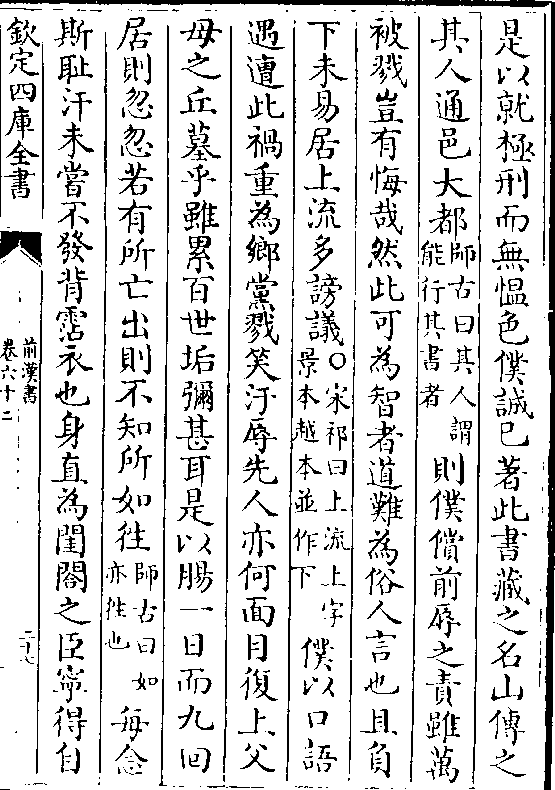 是以就極刑而無慍色僕誠已著此書藏之名山傳之
其人通邑大都師古曰其人謂能行其書者則僕償前辱之責雖萬
被戮豈有悔哉然此可為智者道難為俗人言也且負
下未易居上流多謗議○宋祁曰上流上字景本越本並作下僕以口語
遇遭此禍重為鄉黨戮笑汙辱先人亦何面目復上父
母之丘墓乎雖累百世垢彌甚耳是以腸一日而九回
居則忽忽若有所亡出則不知所如往師古曰如亦往也每念
斯恥汗未嘗不發背霑衣也身直為閨閤之臣寧得自
欽定四庫全書
前漢書
卷六十二
二十七